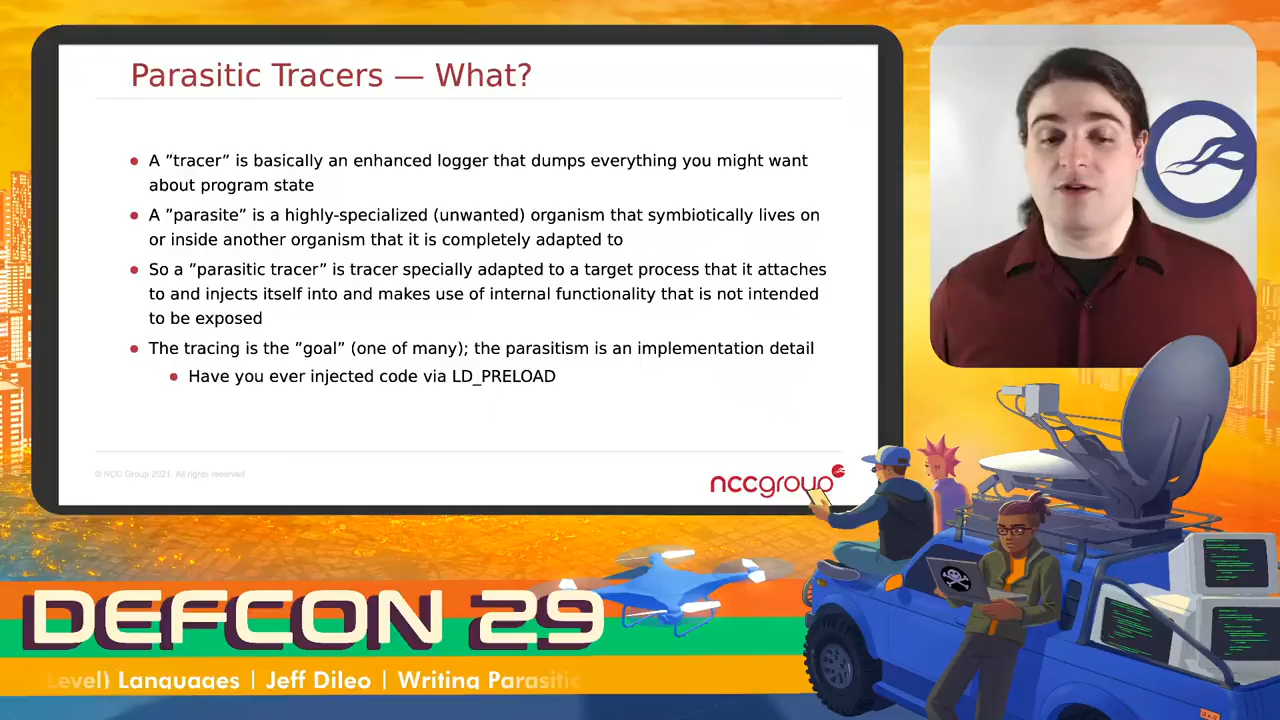 Parasitic Tracers — What?
A ”tracer” is basically an enhanced logger that dumps everything you might want
about program state
A ”parasite” is a highly-specialized (unwanted) organism that symbiotically lives on
or inside another organism that it is completely adapted to
So a ”parasitic tracer” is tracer specially adapted to a target process that it attaches
to and injects itself into and makes use of internal functionality that is not intended
to be exposed
The tracing is the ”goal” (one of many); the parasitism is an implementation detail
Have you ever injected code via LD_PRELOAD
© NCC Group 2021. All rights reserved
nccgroup
DEFCON 29
Level) Languages | Jeff Dileo | Writing Parasitic